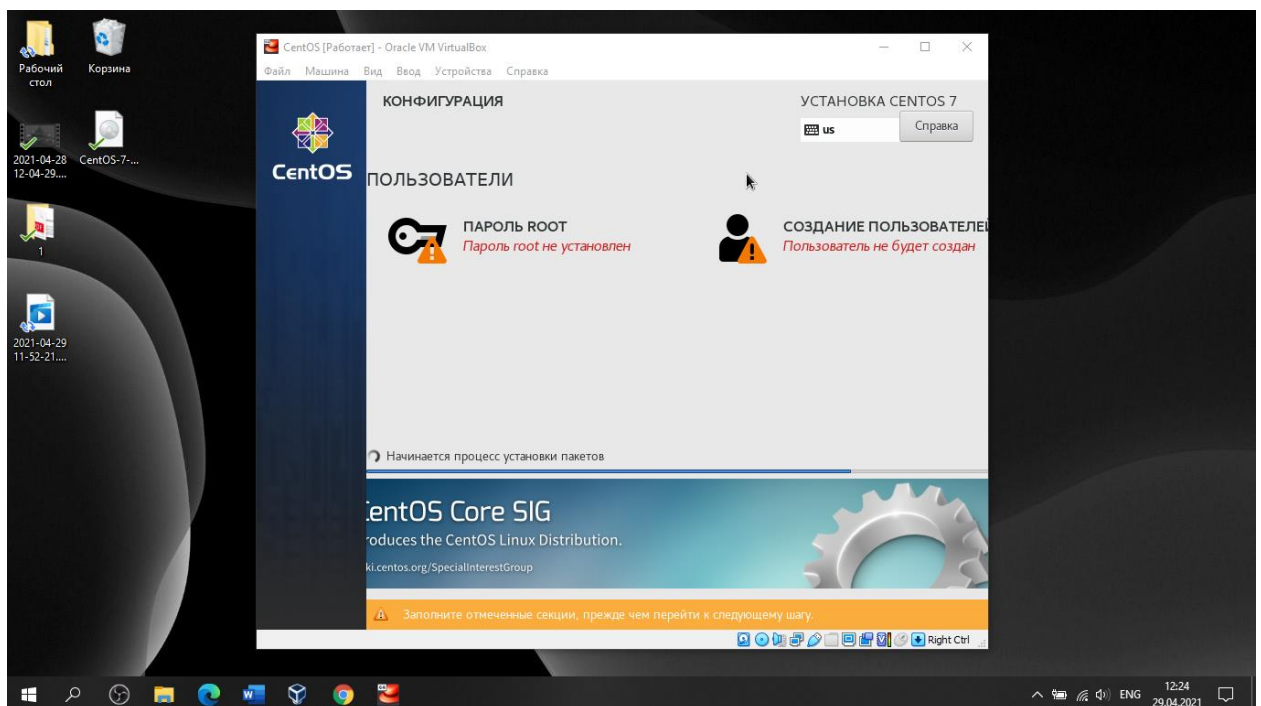 Рабочий
стол
Корзина
2021-04-28
12-04-29....
CentOS-7-...
1
2021-04-29
11-52-21....
CentOS [Работает] - Oracle VM VirtualBox
Файл Машина Вид Ввод Устройства Справка
CentOS
КОНФИГУРАЦИЯ
УСТАНОВКА CENTOS 7
us
Справка
ПОЛЬЗОВАТЕЛИ
ПАРОЛЬ ROOT
Пароль root не установлен
СОЗДАНИЕ ПОЛЬЗОВАТЕЛЕЙ
Пользователь не будет создан
Начинается процесс установки пакетов
CentOS Core SIG
roduces the CentOS Linux Distribution.
ki.centos.org/SpecialInterestGroup
Заполните отмеченные секции, прежде чем перейти к следующему шагу.
Right Ctrl
ENG
12:24
29.04.2021